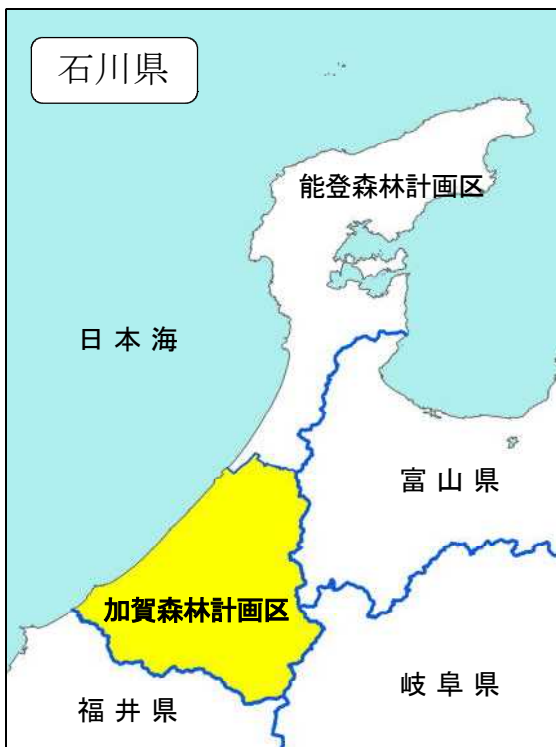 石川県
能登森林計画区
日本海
富山県
加賀森林計画区
岐阜県
福井県